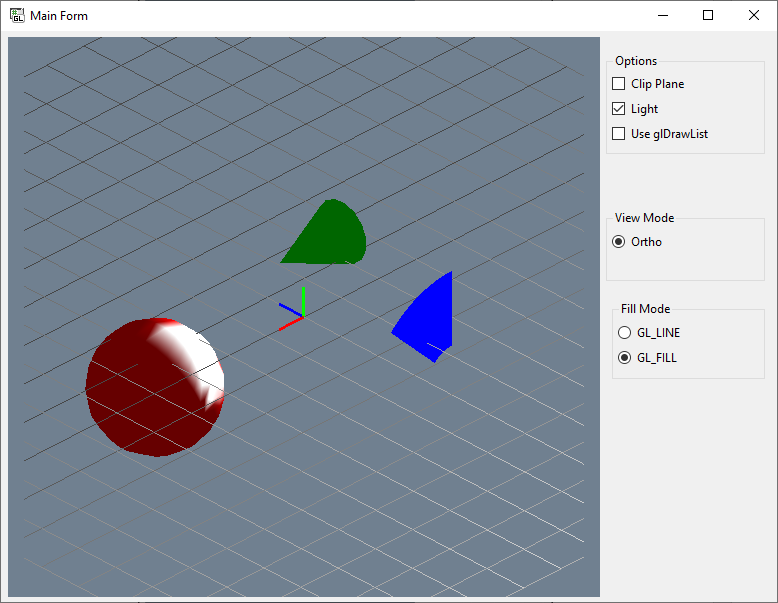 Main Form
Options
Clip Plane
Light
Use glDrawList
View Mode
Ortho
Fill Mode
GL_LINE
GL_FILL